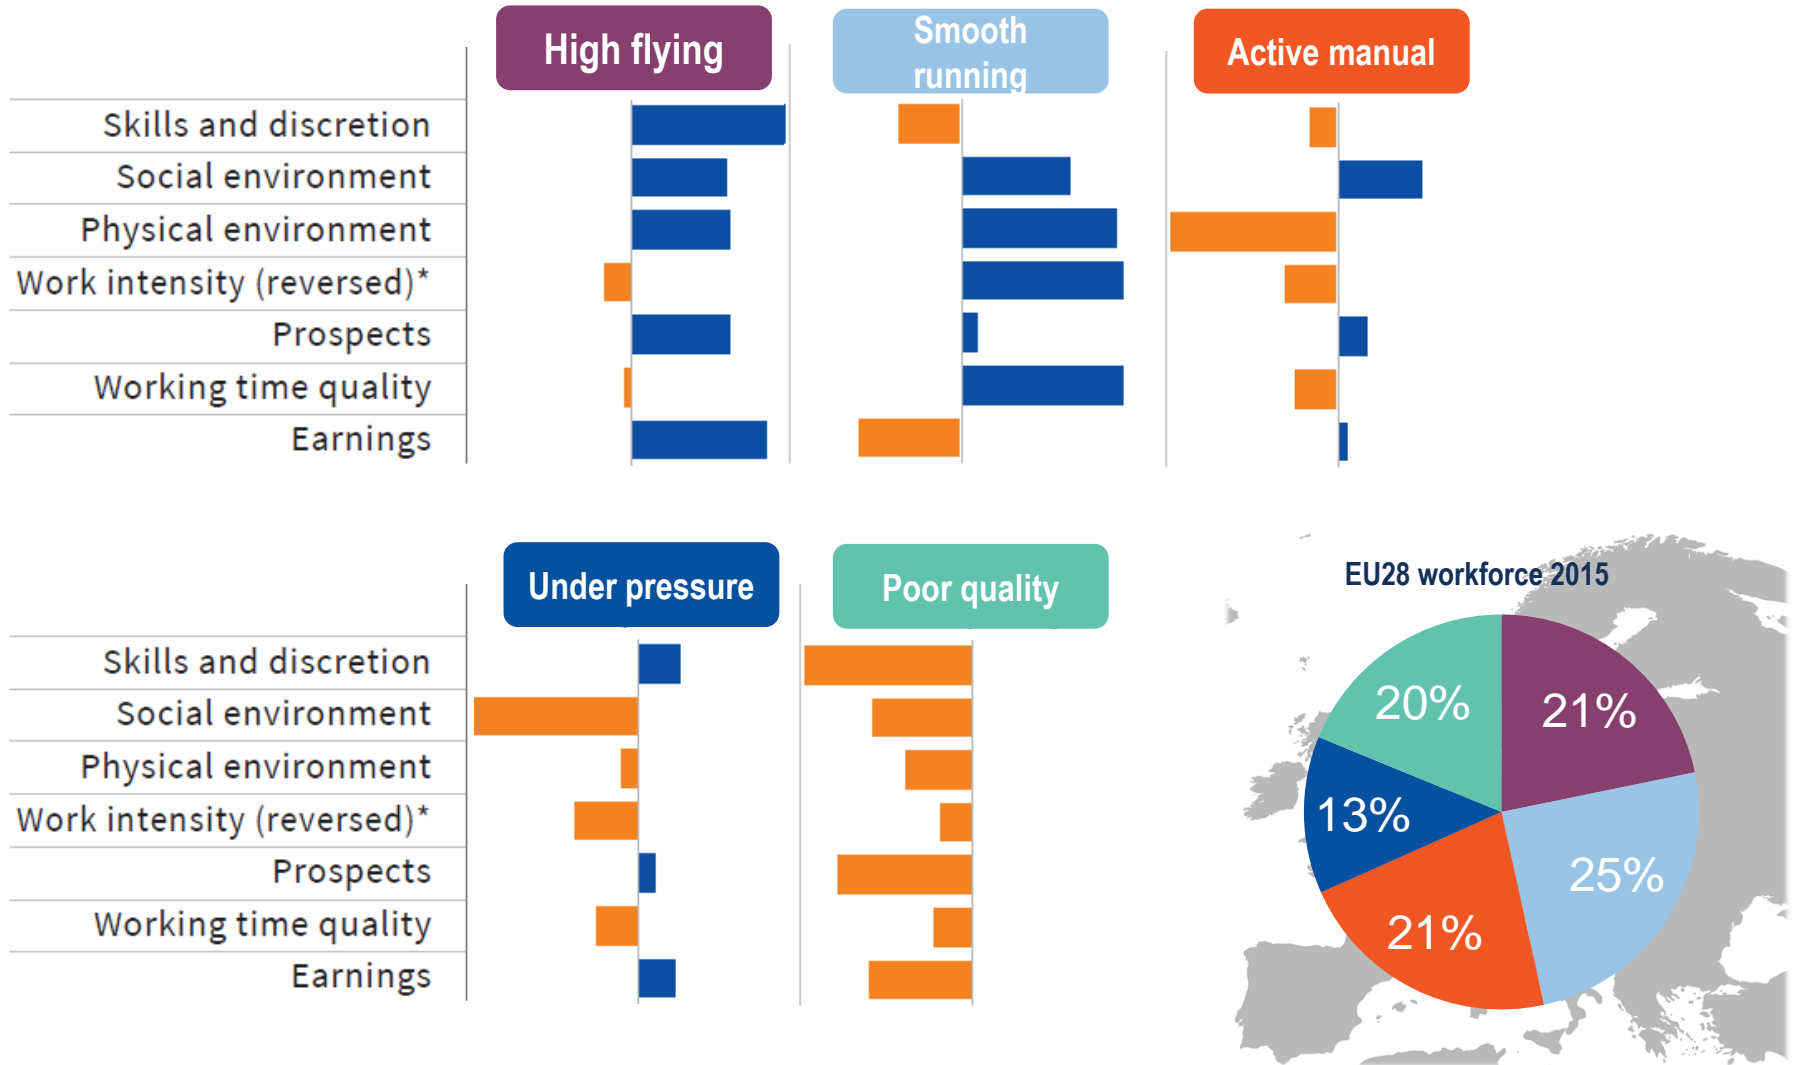 High flying
Smooth
running
Active manual
Skills and discretion
Social environment
Physical environment
Work intensity (reversed)*
Prospects
Working time quality
Earnings
Under pressure
Poor quality
Skills and discretion
Social environment
Physical environment
Work intensity (reversed)*
Prospects
Working time quality
Earnings
EU28 workforce 2015
20%
21%
13%
25%
21%